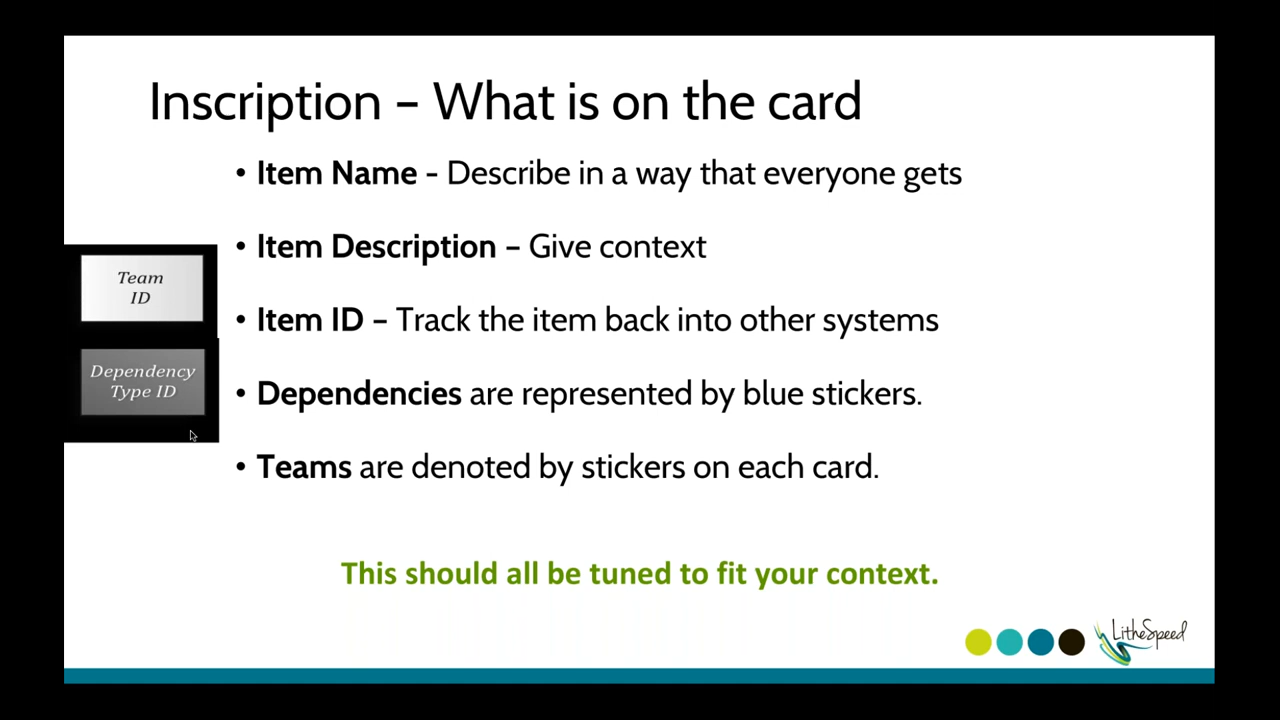 Inscription – What is on the card
• Item Name - Describe in a way that everyone gets
• Item Description – Give context
Team
ID
• Item ID – Track the item back into other systems
Dependency
Type ID
• Dependencies are represented by blue stickers.
• Teams are denoted by stickers on each card.
This should all be tuned to fit your context.
LitheSpeed